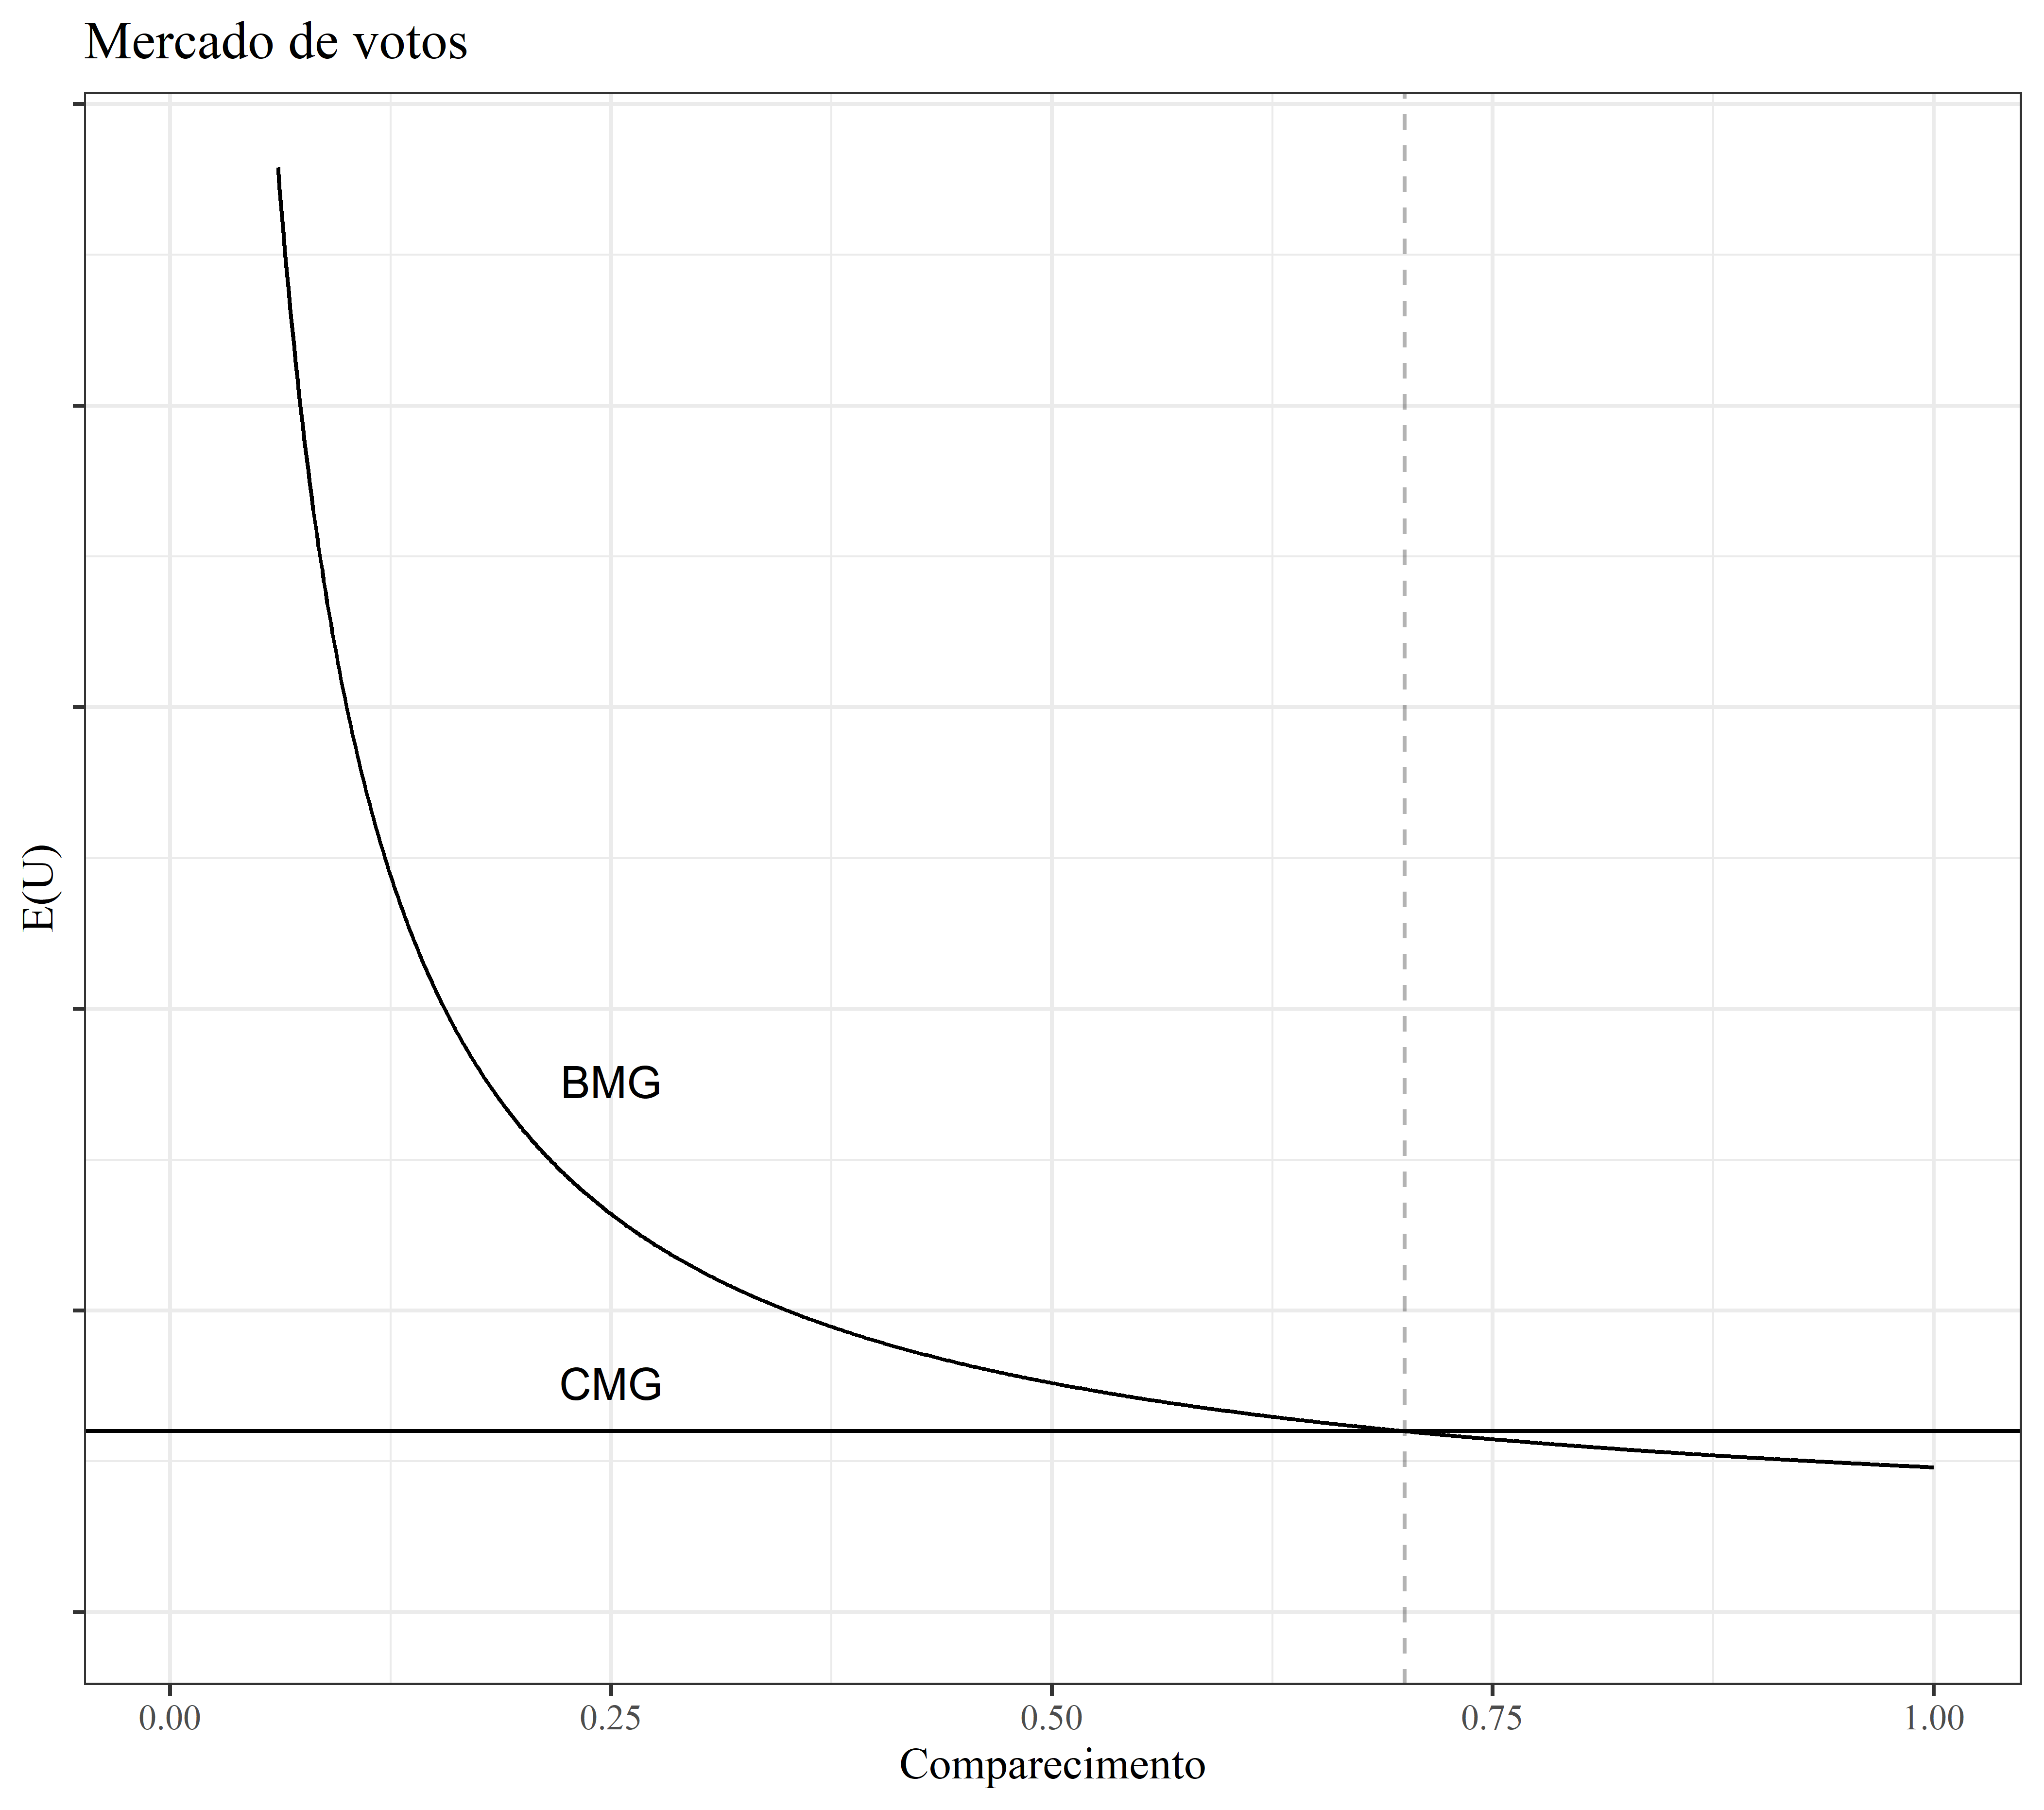 Mercado de votos
E(U)
BMG
CMG
0.00 0.25 0.50 0.75 1.00
Comparecimento